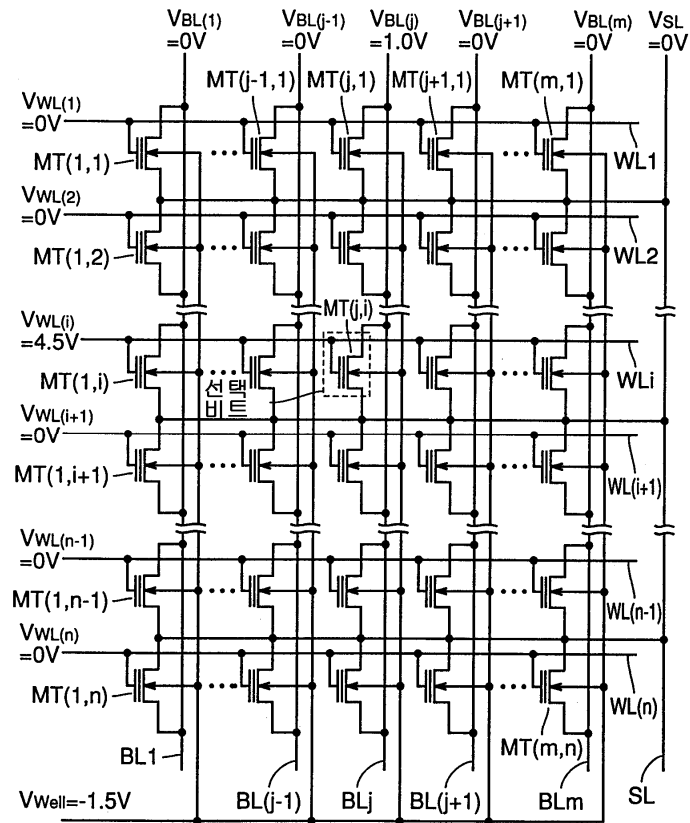 VBL(1) =0V
VBL(j-1) =0V
VBL(j) =1.0V
VBL(j+1) =0V
VBL(m) =0V
VSL =0V
MT(j-1,1)
MT(j,1)
MT(j+1,1)
MT(m,1)
VWL(1) =0V
MT(1,1)
WL1
VWL(2) =0V
MT(1,2)
WL2
MT(j,i)
VWL(i) =4.5V
MT(1,i)
선택
비트
WLi
VWL(i+1) =0V
MT(1,i+1)
WL(i+1)
VWL(n-1) =0V
MT(1,n-1)
WL(n-1)
VWL(n) =0V
MT(1,n)
WL(n)
MT(m,n)
BL1
BL(j-1)
BLj
BL(j+1)
BLm
SL
VWell=-1.5V